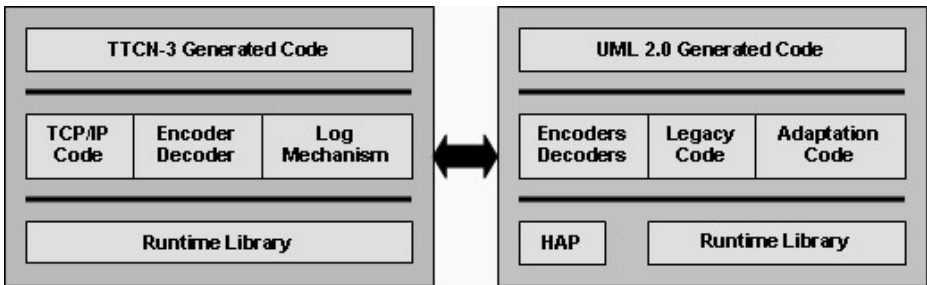 TTCN-3 Generated Code
TCP/IP
Code
Encoder
Decoder
Log
Mechanism
Runtime Library
UML 2.0 Generated Code
Encoders
Decoders
Legacy
Code
Adaptation
Code
HAP
Runtime Library